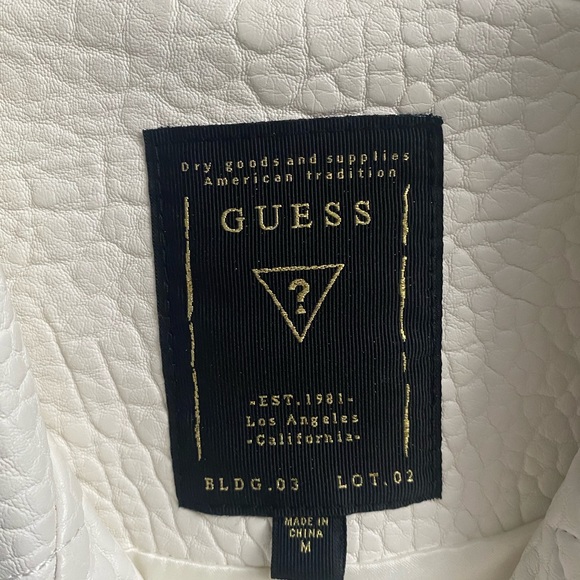 Dry goods and supplies
American tradition
GUESS
?
-EST.1981-
Los Angeles
-California-
BLDG.03 LOT.02
MADE IN
CHINA
M